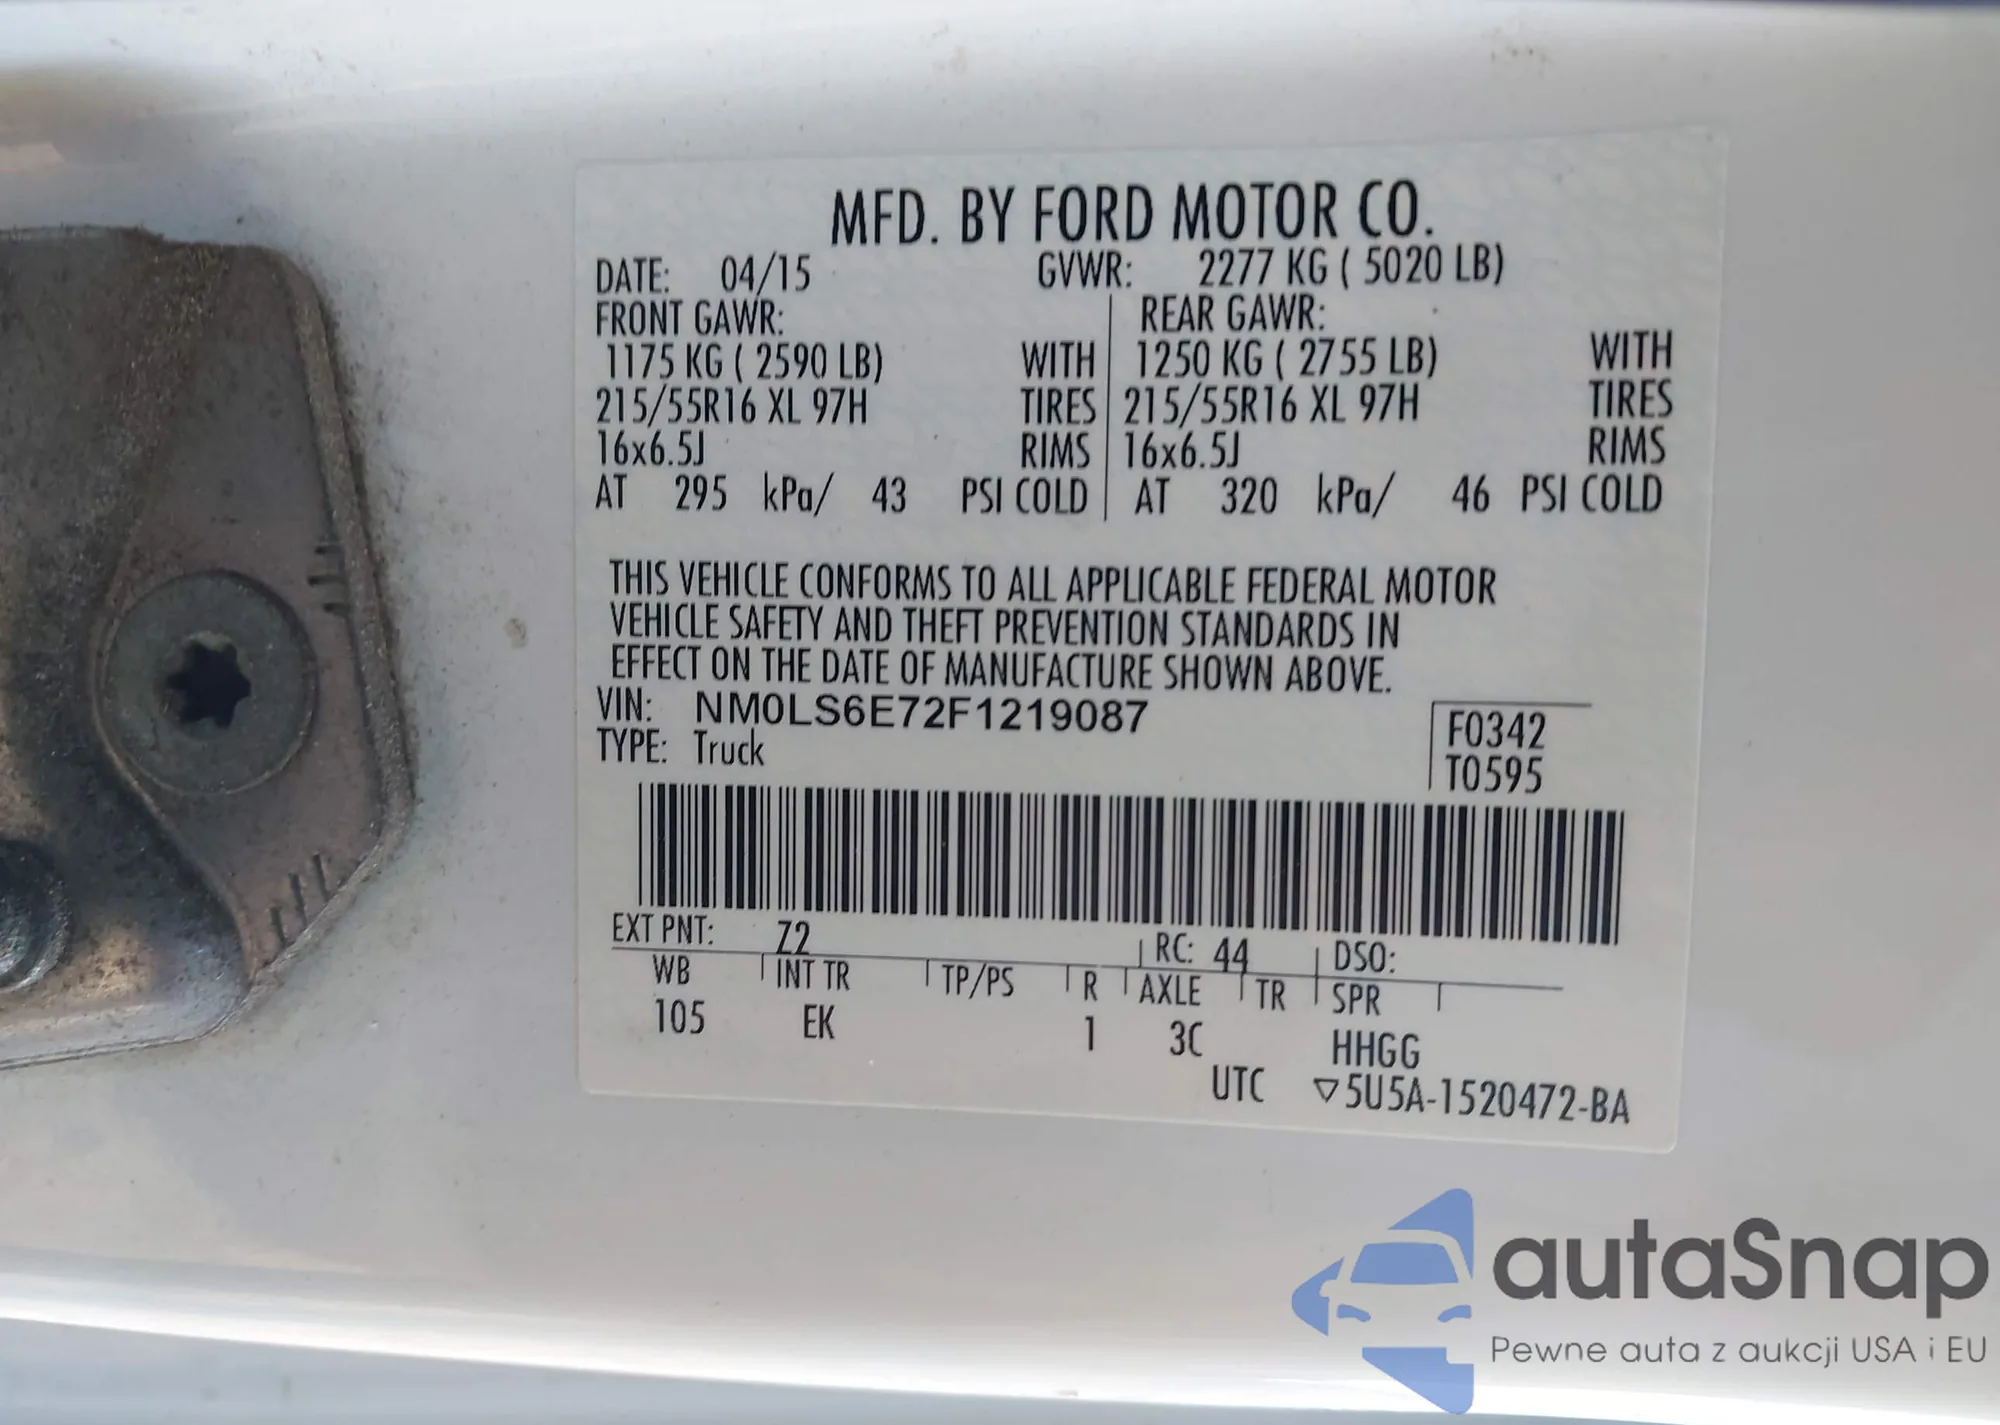 MFD. BY FORD MOTOR CO.
DATE: 04/15 GVWR: 2277 KG ( 5020 LB)
FRONT GAWR: REAR GAWR:
1175 KG ( 2590 LB) WITH 1250 KG ( 2755 LB) WITH
215/55R16 XL 97H TIRES 215/55R16 XL 97H TIRES
16x6.5J RIMS 16x6.5J RIMS
AT 295 kPa/ 43 PSI COLD AT 320 kPa/ 46 PSI COLD
THIS VEHICLE CONFORMS TO ALL APPLICABLE FEDERAL MOTOR
VEHICLE SAFETY AND THEFT PREVENTION STANDARDS IN
EFFECT ON THE DATE OF MANUFACTURE SHOWN ABOVE.
VIN: NM0LS6E72F1219087
TYPE: Truck
F0342
T0595
EXT PNT: Z2 RC: 44 DSO:
WB INT TR TP/PS R AXLE TR SPR
105 EK 1 3C HHGG
UTC ▽5U5A-1520472-BA
autaSnap
Pewne auta z aukcji USA i EU